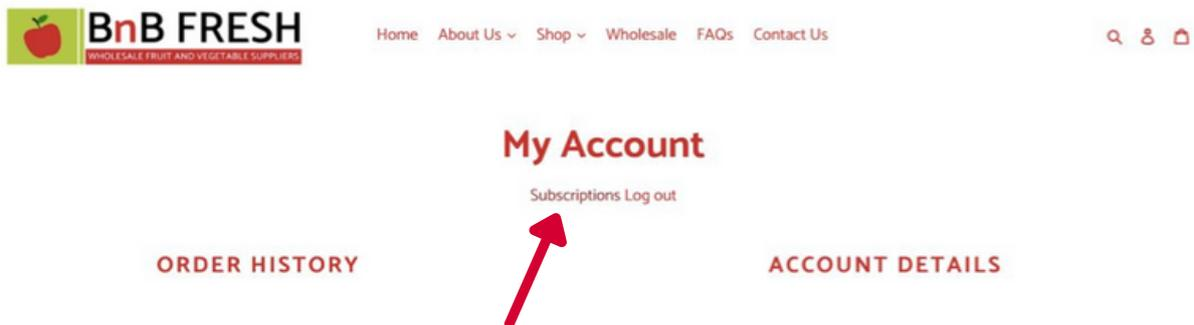 BnB FRESH
WHOLESALE FRUIT AND VEGETABLE SUPPLIERS
Home About Us Shop Wholesale FAQs Contact Us
My Account
Subscriptions Log out
ORDER HISTORY
ACCOUNT DETAILS